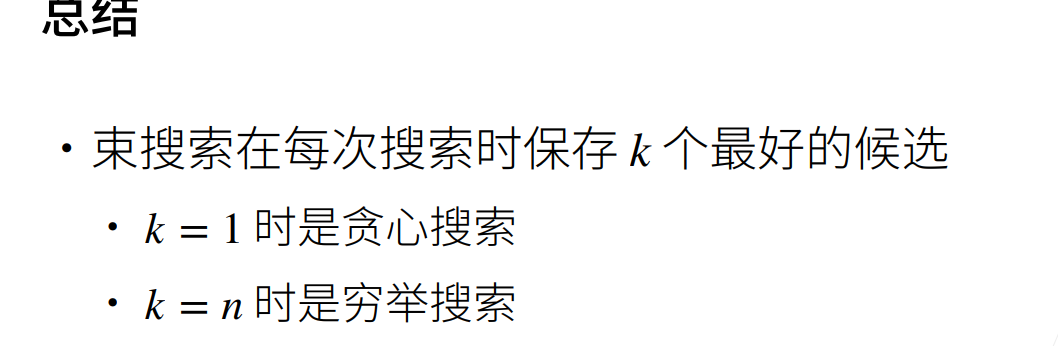 总结
• 束搜索在每次搜索时保存 k 个最好的候选
• k = 1 时是贪心搜索
• k = n 时是穷举搜索